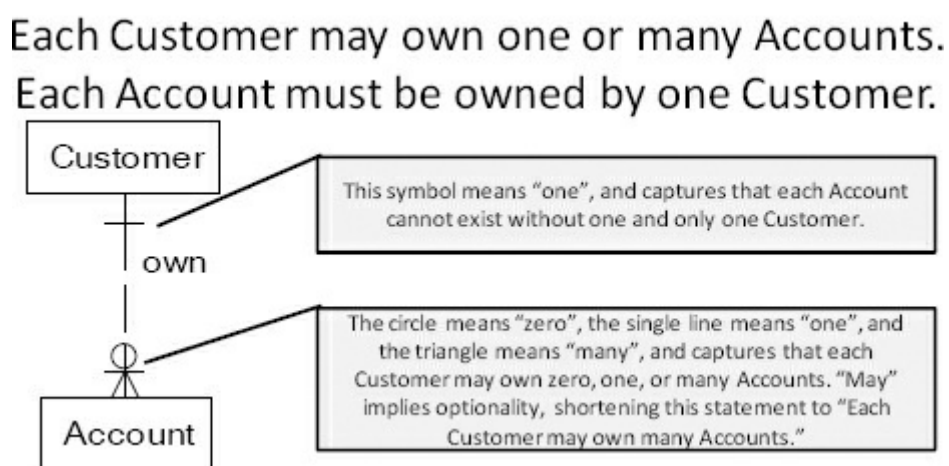 Each Customer may own one or many Accounts.
Each Account must be owned by one Customer.
Customer
This symbol means “one”, and captures that each Account
cannot exist without one and only one Customer.
own
The circle means “zero”, the single line means “one”, and
the triangle means “many”, and captures that each
Customer may own zero, one, or many Accounts. “May”
implies optionality, shortening this statement to “Each
Customer may own many Accounts.”
Account